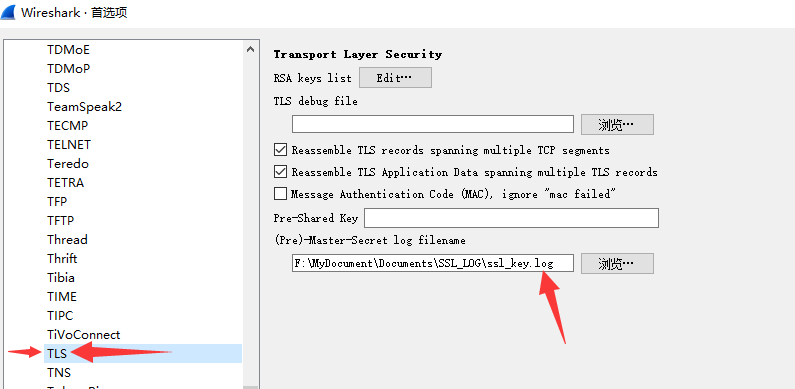 Wireshark · 首选项
TDMoE
TDMoP
TDS
TeamSpeak2
TECMP
TELNET
Teredo
TETRA
TFP
TFTP
Thread
Thrift
Tibia
TIME
TIPC
TiVoConnect
TLS
TNS
Transport Layer Security
RSA keys list Edit…
TLS debug file
浏览…
Reassemble TLS records spanning multiple TCP segments
Reassemble TLS Application Data spanning multiple TLS records
Message Authentication Code (MAC), ignore "mac failed"
Pre-Shared Key
(Pre)-Master-Secret log filename
F:\MyDocument\Documents\SSL_LOG\ssl_key.log 浏览…